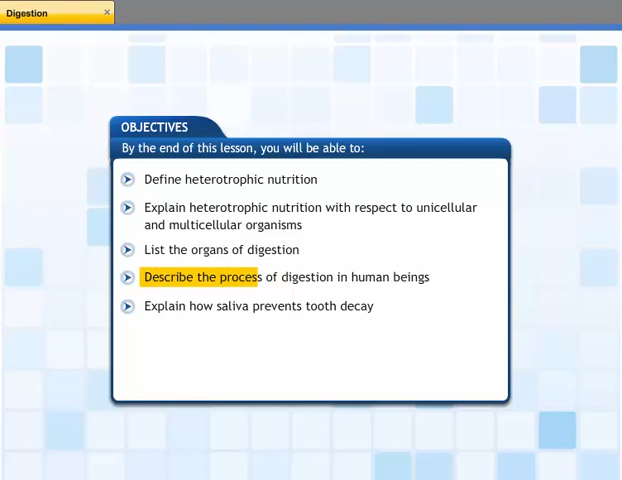 Digestion
OBJECTIVES
By the end of this lesson, you will be able to:
Define heterotrophic nutrition
Explain heterotrophic nutrition with respect to unicellular
and multicellular organisms
List the organs of digestion
Describe the process of digestion in human beings
Explain how saliva prevents tooth decay